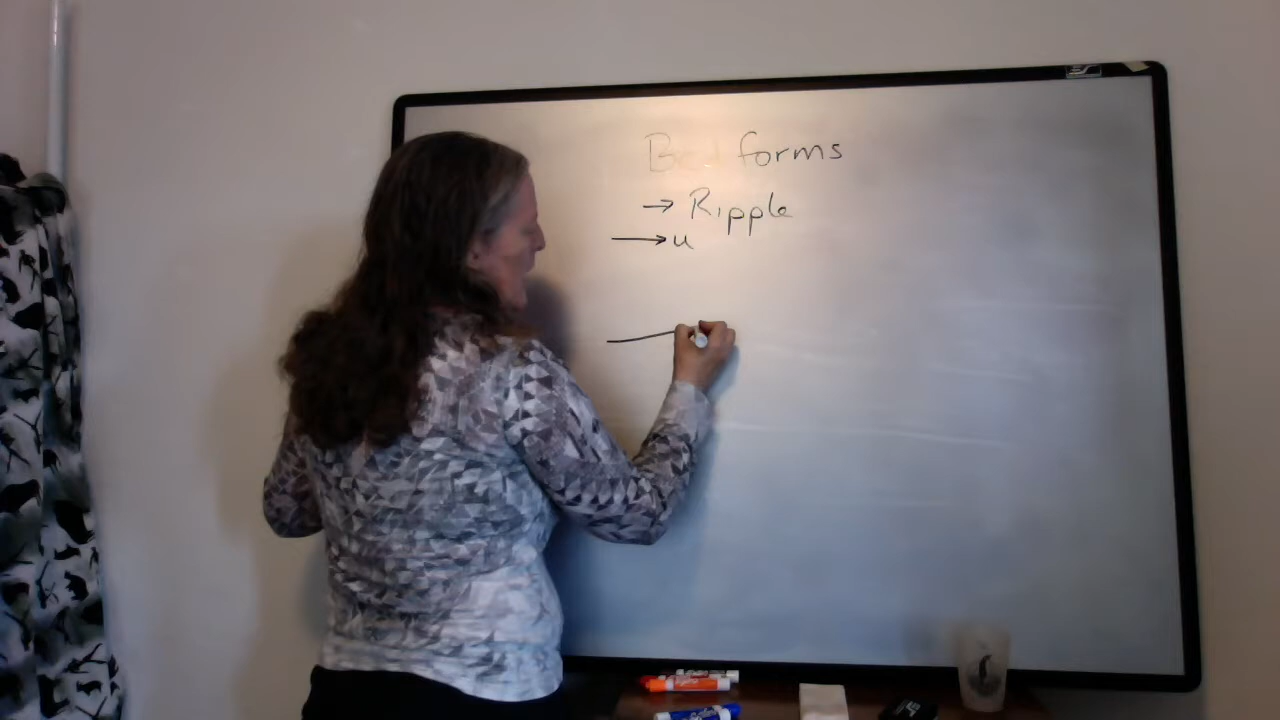 Bed forms
→ Ripple
→ u